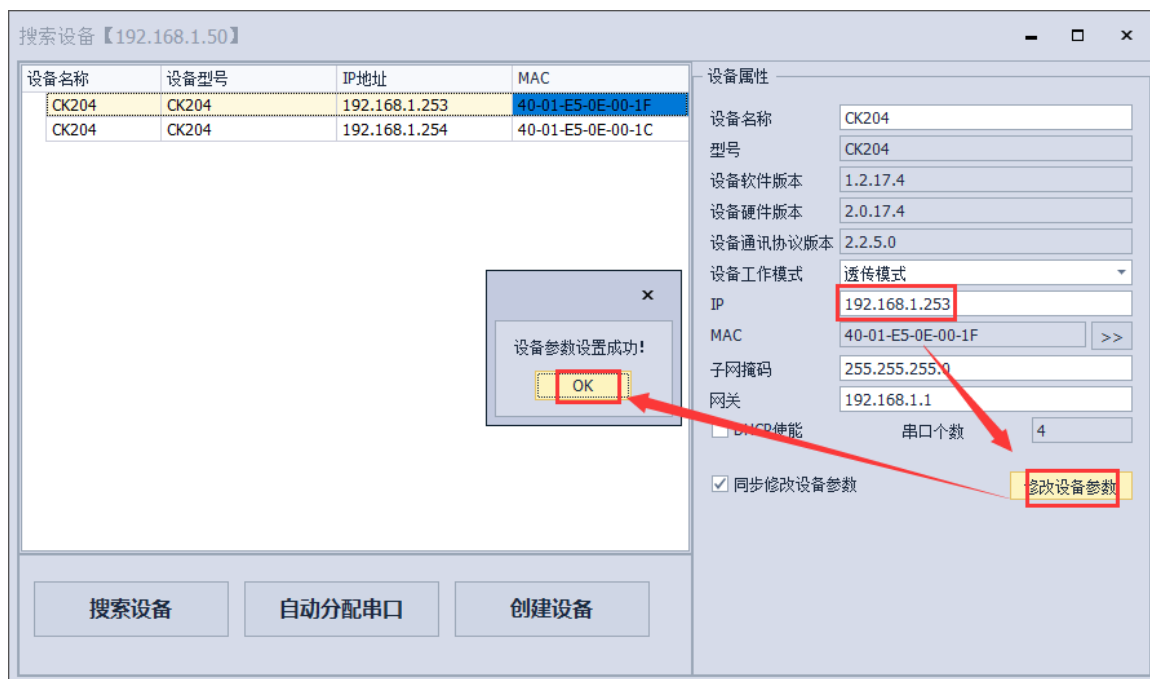 搜索设备【192.168.1.50】
设备名称 设备型号 IP地址 MAC
CK204 CK204 192.168.1.253 40-01-E5-0E-00-1F
CK204 CK204 192.168.1.254 40-01-E5-0E-00-1C
设备属性
设备名称 CK204
型号 CK204
设备软件版本 1.2.17.4
设备硬件版本 2.0.17.4
设备通讯协议版本 2.2.5.0
设备工作模式 透传模式
IP 192.168.1.253
MAC 40-01-E5-0E-00-1F >>
子网掩码 255.255.255.0
网关 192.168.1.1
DHCP使能 串口个数 4
同步修改设备参数 修改设备参数
设备参数设置成功!
OK
搜索设备 自动分配串口 创建设备